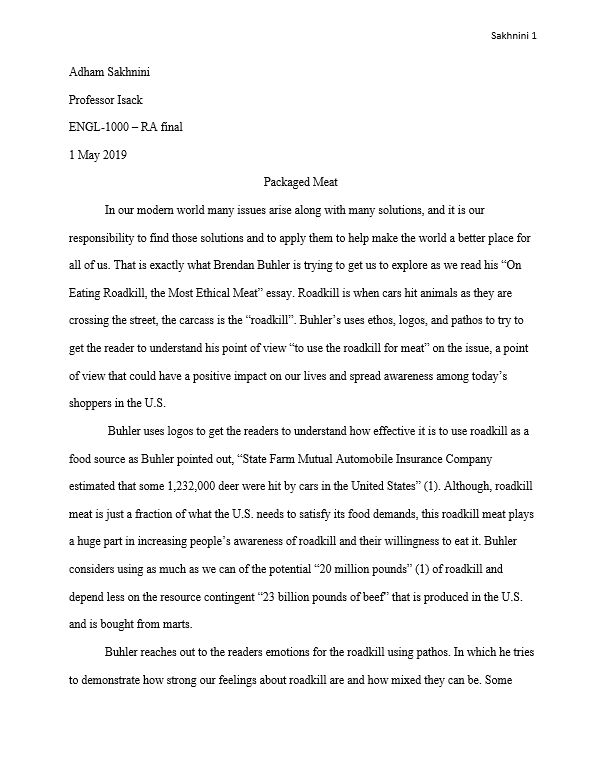 Sakhnini 1
Adham Sakhnini
Professor Isack
ENGL-1000 – RA final
1 May 2019
Packaged Meat
In our modern world many issues arise along with many solutions, and it is our
responsibility to find those solutions and to apply them to help make the world a better place for
all of us. That is exactly what Brendan Buhler is trying to get us to explore as we read his “On
Eating Roadkill, the Most Ethical Meat” essay. Roadkill is when cars hit animals as they are
crossing the street, the carcass is the “roadkill”. Buhler’s uses ethos, logos, and pathos to try to
get the reader to understand his point of view “to use the roadkill for meat” on the issue, a point
of view that could have a positive impact on our lives and spread awareness among today’s
shoppers in the U.S.
Buhler uses logos to get the readers to understand how effective it is to use roadkill as a
food source as Buhler pointed out, “State Farm Mutual Automobile Insurance Company
estimated that some 1,232,000 deer were hit by cars in the United States” (1). Although, roadkill
meat is just a fraction of what the U.S. needs to satisfy its food demands, this roadkill meat plays
a huge part in increasing people’s awareness of roadkill and their willingness to eat it. Buhler
considers using as much as we can of the potential “20 million pounds” (1) of roadkill and
depend less on the resource contingent “23 billion pounds of beef” that is produced in the U.S.
and is bought from marts.
Buhler reaches out to the readers emotions for the roadkill using pathos. In which he tries
to demonstrate how strong our feelings about roadkill are and how mixed they can be. Some